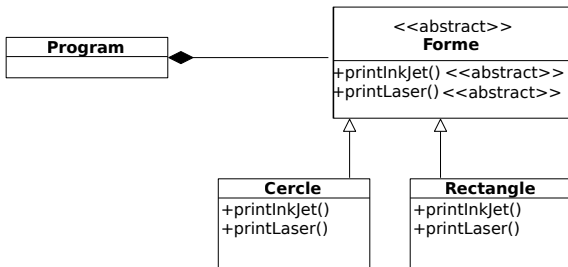 Program
<<abstract>>
Forme
+printInkJet() <<abstract>>
+printLaser() <<abstract>>
Cercle
+printInkJet()
+printLaser()
Rectangle
+printInkJet()
+printLaser()